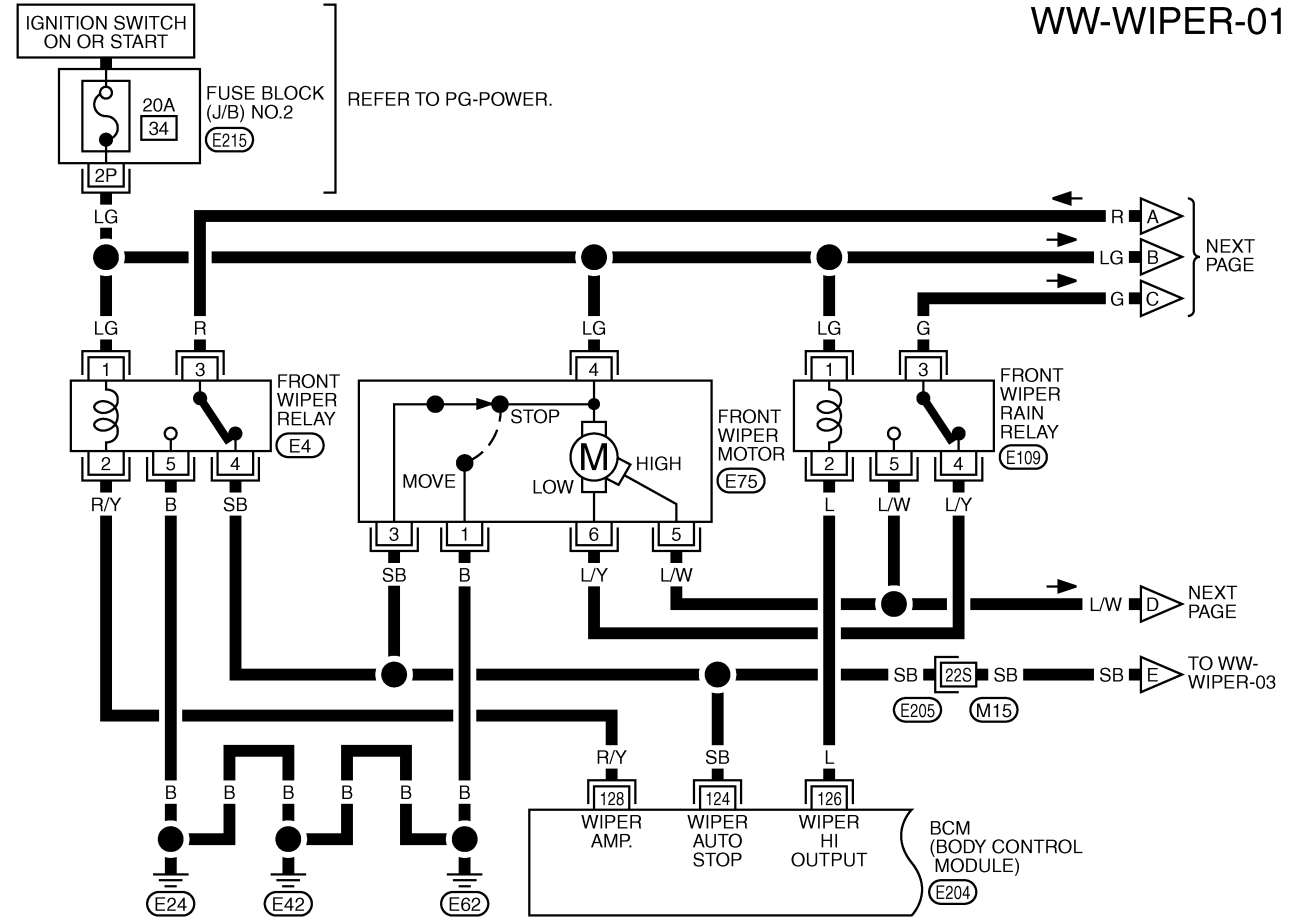 WW-WIPER-01
IGNITION SWITCH
ON OR START
20A
34
FUSE BLOCK
(J/B) NO.2
E215
REFER TO PG-POWER.
2P
LG
R A
LG B
G C
NEXT
PAGE
LG R LG LG G
1 3 4 1 3
FRONT
WIPER
RELAY
E4
STOP
MOVE
M
HIGH
LOW
FRONT
WIPER
MOTOR
E75
FRONT
WIPER
RAIN
RELAY
E109
2 5 4 2 5 4
R/Y B SB L L/W L/Y
3 1 6 5
SB B L/Y L/W
L/W D
NEXT
PAGE
SB 22S SB SB E
TO WW-
WIPER-03
E205 M15
R/Y SB L
B B B B B B
128 124 126
WIPER
AMP.
WIPER
AUTO
STOP
WIPER
HI
OUTPUT
BCM
(BODY CONTROL
MODULE)
E204
E24 E42 E62